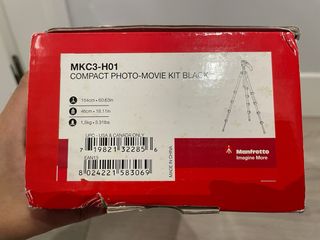 MKC3-H01
COMPACT PHOTO-MOVIE KIT BLACK
154cm • 60.63in
46cm • 18.11in
1,5kg • 3.31lbs
UPC - USA & CANADA ONLY
7 19821 32285 6
EAN13
8 024221 583069
MADE IN CHINA
Manfrotto
Imagine More